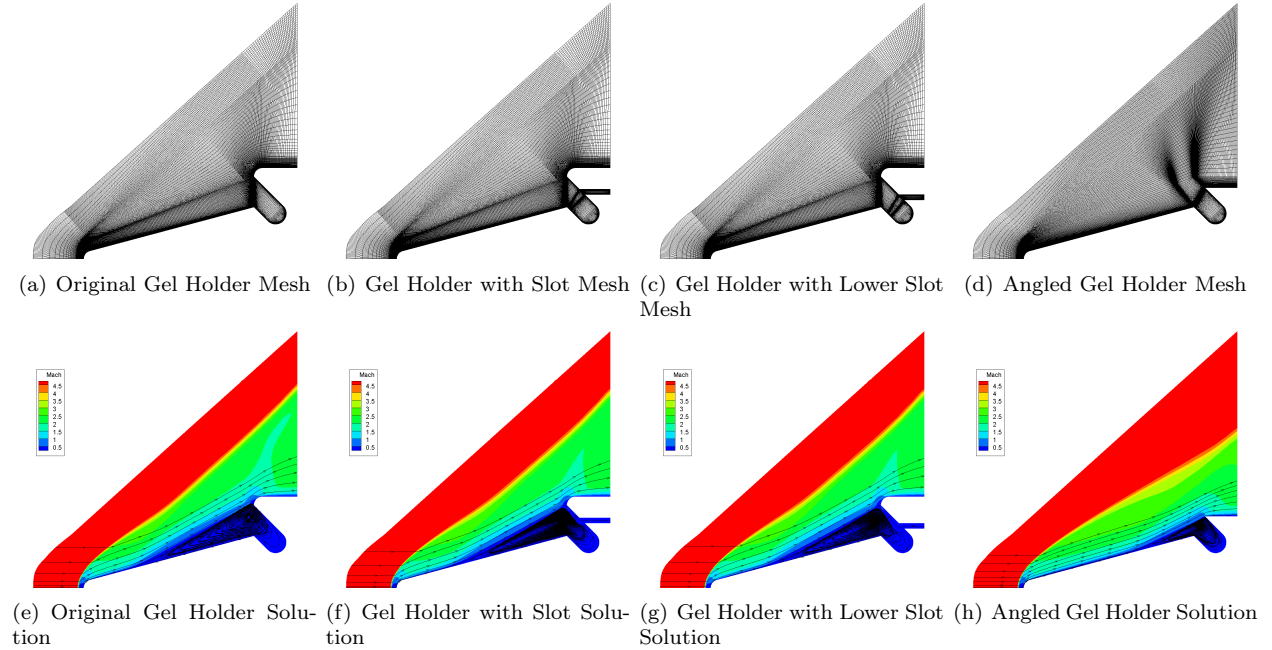 (a) Original Gel Holder Mesh
(b) Gel Holder with Slot Mesh
(c) Gel Holder with Lower Slot
Mesh
(d) Angled Gel Holder Mesh
Mach
4.5
4
3.5
3
2.5
2
1.5
1
0.5
Mach
4.5
4
3.5
3
2.5
2
1.5
1
0.5
Mach
4.5
4
3.5
3
2.5
2
1.5
1
0.5
Mach
4.5
4
3.5
3
2.5
2
1.5
1
0.5
(e) Original Gel Holder Solu-
tion
(f) Gel Holder with Slot Solu-
tion
(g) Gel Holder with Lower Slot
Solution
(h) Angled Gel Holder Solution